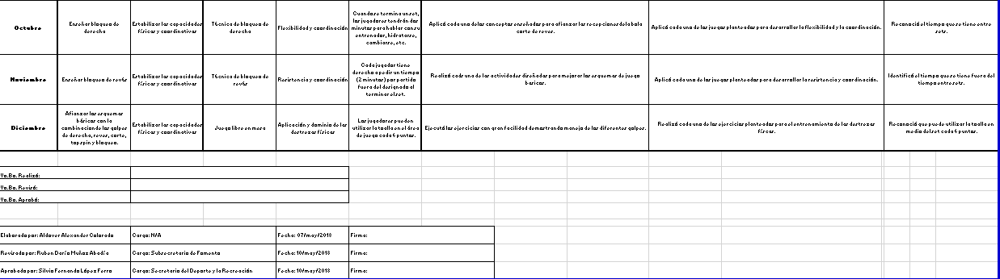 Octubre
Enseñar bloqueo de
derecha
Estabilizar las capacidades
físicas y coordinativas
Técnica de bloqueo de
derecha
Flexibilidad y coordinación
Cuando se termina un set,
los jugadores tendrán dos
minutos para hablar con su
entrenador, hidratarse,
cambiarse, etc.
Aplicó cada uno de los conceptos enseñados para afianzar las recepciones de la bola
corte de reves.
Aplicó cada uno de los juegos planteados para desarrollar la flexibilidad y la coordinación.
Reconoció el tiempo que se tiene entre
sets.
Noviembre
Enseñar bloqueo de revés
Estabilizar las capacidades
físicas y coordinativas
Técnica de bloqueo de
revés
Resistencia y coordinación
Cada jugador tiene
derecho a pedir un tiempo
(2 minutos) por partido
fuera del designado al
terminar el set.
Realizó cada una de las actividades diseñadas para mejorar los esquemas de juego
basicos.
Aplicó cada uno de los juegos planteados para desarrollar la resistencia y coordinación.
Identificó el tiempo que se tiene fuera del
tiempo entre sets.
Diciembre
Afianzar los esquemas
básicos con la
combinacion de los golpes
de derecha, reves, corte,
topspin y bloqueo.
Estabilizar las capacidades
físicas y coordinativas
Juego libre en mesa
Aplicación y dominio de las
destrezas físicas
Los jugadores pueden
utilizar la toalla en el área
de juego cada 6 puntos.
Ejecutó los ejercicios con gran facilidad demostrando manejo de los diferentes golpes.
Realizó cada uno de los ejercicios planteados para el entrenamiento de las destrezas
físicas.
Reconoció que puede utilizar la toalla en
medio del set cada 6 puntos.
Vo.Bo. Realizó:
Vo.Bo. Revisó:
Vo.Bo. Aprobó:
Elaborado por: Aldover Alexander Colorado
Cargo: N/A
Fecha: 07/may/2018
Firma:
Revisado por: Ruben Darío Muñoz Abadía
Cargo: Subsecretario de Fomento
Fecha: 10/may/2018
Firma:
Aprobado por: Silvio Fernando López Ferro
Cargo: Secretario del Deporte y la Recreación
Fecha: 10/may/2018
Firma: